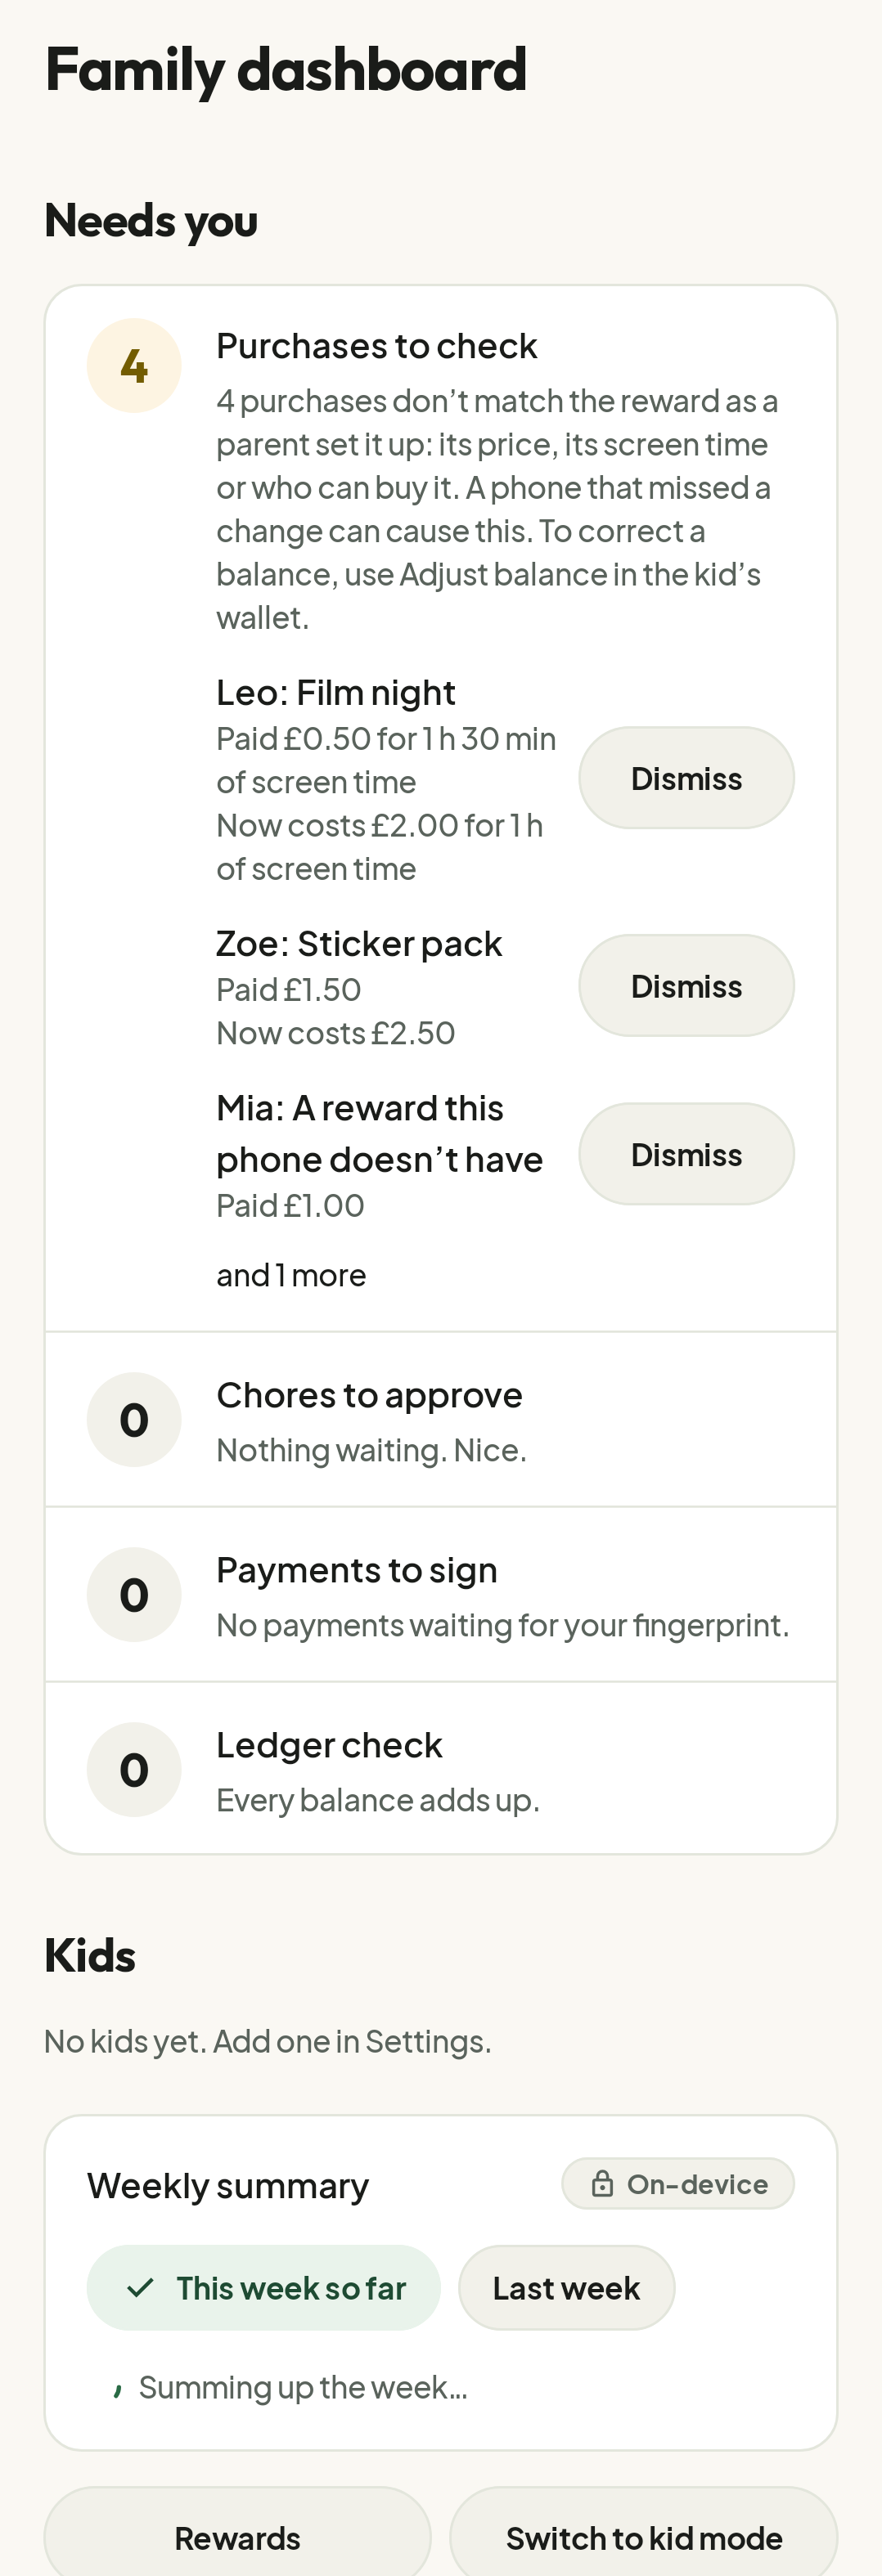 Family dashboard
Needs you
4
Purchases to check
4 purchases don’t match the reward as a
parent set it up: its price, its screen time
or who can buy it. A phone that missed a
change can cause this. To correct a
balance, use Adjust balance in the kid’s
wallet.
Leo: Film night
Paid £0.50 for 1 h 30 min
of screen time
Now costs £2.00 for 1 h
of screen time
Dismiss
Zoe: Sticker pack
Paid £1.50
Now costs £2.50
Dismiss
Mia: A reward this
phone doesn’t have
Paid £1.00
Dismiss
and 1 more
0
Chores to approve
Nothing waiting. Nice.
0
Payments to sign
No payments waiting for your fingerprint.
0
Ledger check
Every balance adds up.
Kids
No kids yet. Add one in Settings.
Weekly summary
On-device
This week so far
Last week
Summing up the week…
Rewards
Switch to kid mode